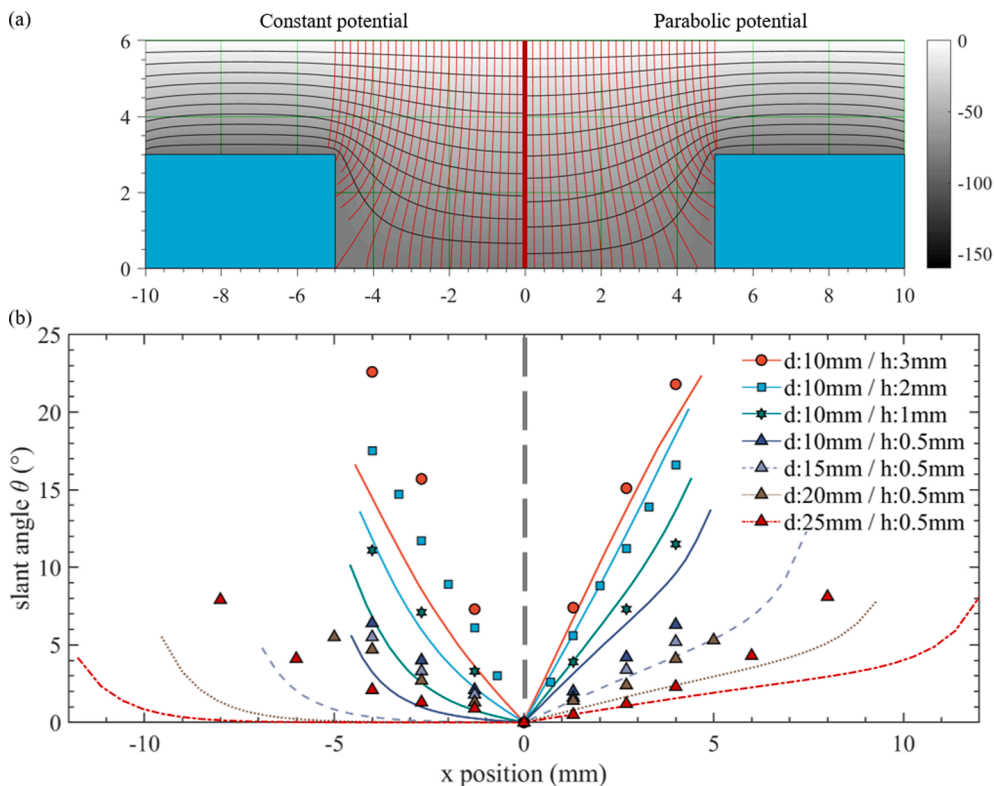 (a)
Constant potential
Parabolic potential
6
4
2
0
-10 -8 -6 -4 -2 0 2 4 6 8 10
0
-50
-100
-150
(b)
25
20
15
10
5
0
-10 -5 0 5 10
slant angle θ (°)
x position (mm)
d:10mm / h:3mm
d:10mm / h:2mm
d:10mm / h:1mm
d:10mm / h:0.5mm
d:15mm / h:0.5mm
d:20mm / h:0.5mm
d:25mm / h:0.5mm